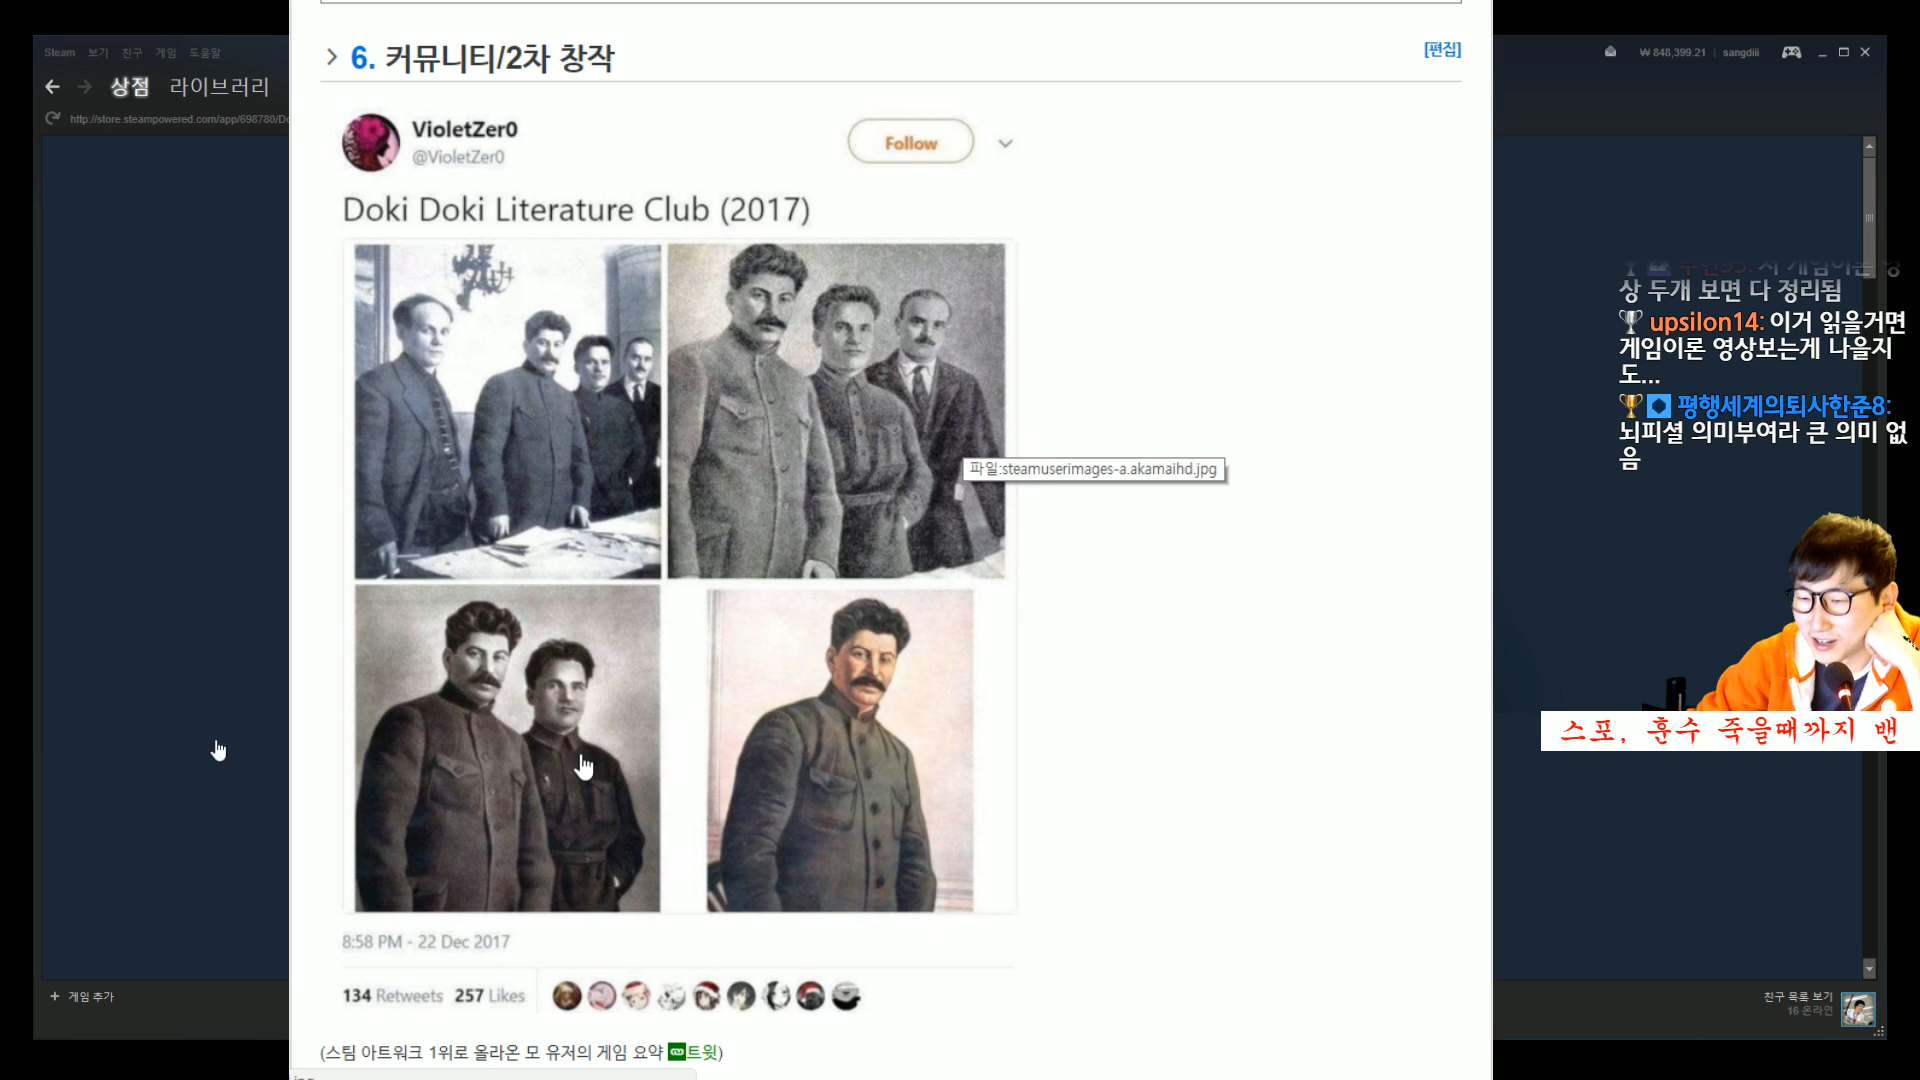 Steam 보기 친구 게임 도움말
상점 라이브러리
http://store.steampowered.com/app/698780/Do
₩ 848,399.21 | sangdiii
6. 커뮤니티/2차 창작
[편집]
VioletZer0
@VioletZer0
Follow
Doki Doki Literature Club (2017)
파일:steamuserimages-a.akamaihd.jpg
8:58 PM - 22 Dec 2017
134 Retweets 257 Likes
(스팀 아트워크 1위로 올라온 모 유저의 게임 요약 트윗)
상 두개 보면 다 정리됨
upsilon14: 이거 읽을거면
게임이론 영상보는게 나을지
도...
평행세계의퇴사한준8:
뇌피셜 의미부여라 큰 의미 없
음
스포, 훈수 죽을때까지 밴
+ 게임 추가
친구 목록 보기
16 온라인